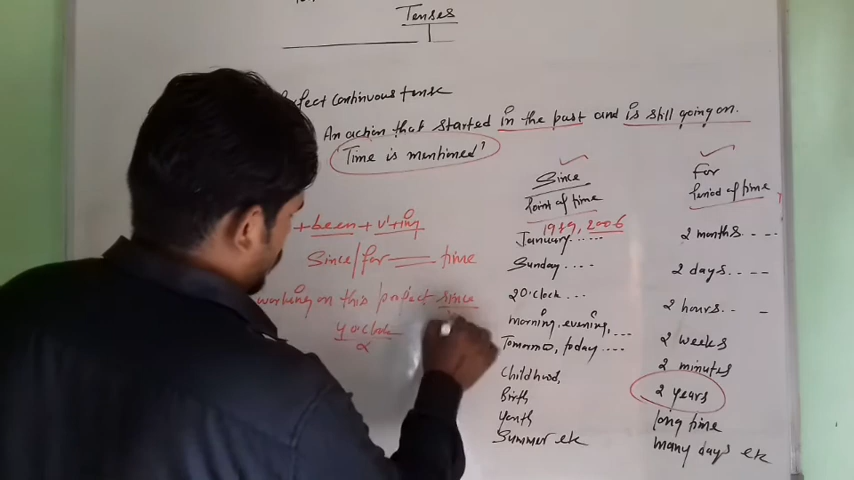 Tenses
Perfect Continuous tense
An action that started in the past and is still going on.
Time is mentioned?
+ been + v¹ + ing
Since/for —— time
working on this project since
4 o'clock
Since
Point of time
1949, 2006
January ......
Sunday ....
2 O'clock ...
morning, evening, ...
Tomorrow, today ....
Childhood,
Birth
Youth
Summer etc
For
Period of time
2 months ....
2 days ....
2 hours ..
2 weeks
2 minutes
2 years
long time
many days etc